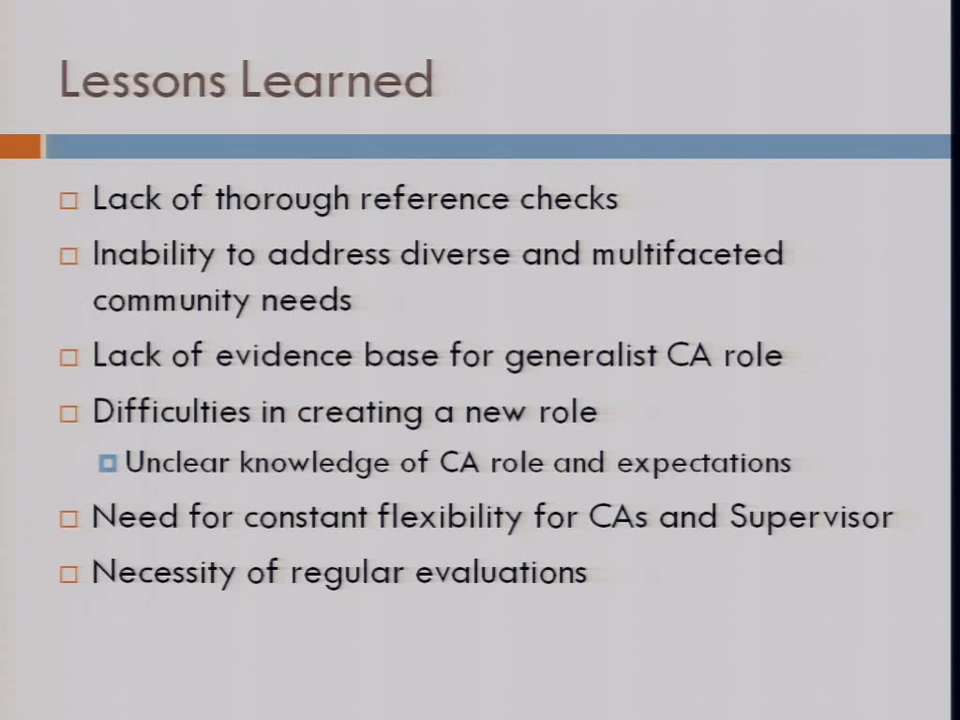 Lessons Learned
Lack of thorough reference checks
Inability to address diverse and multifaceted
community needs
Lack of evidence base for generalist CA role
Difficulties in creating a new role
Unclear knowledge of CA role and expectations
Need for constant flexibility for CAs and Supervisor
Necessity of regular evaluations